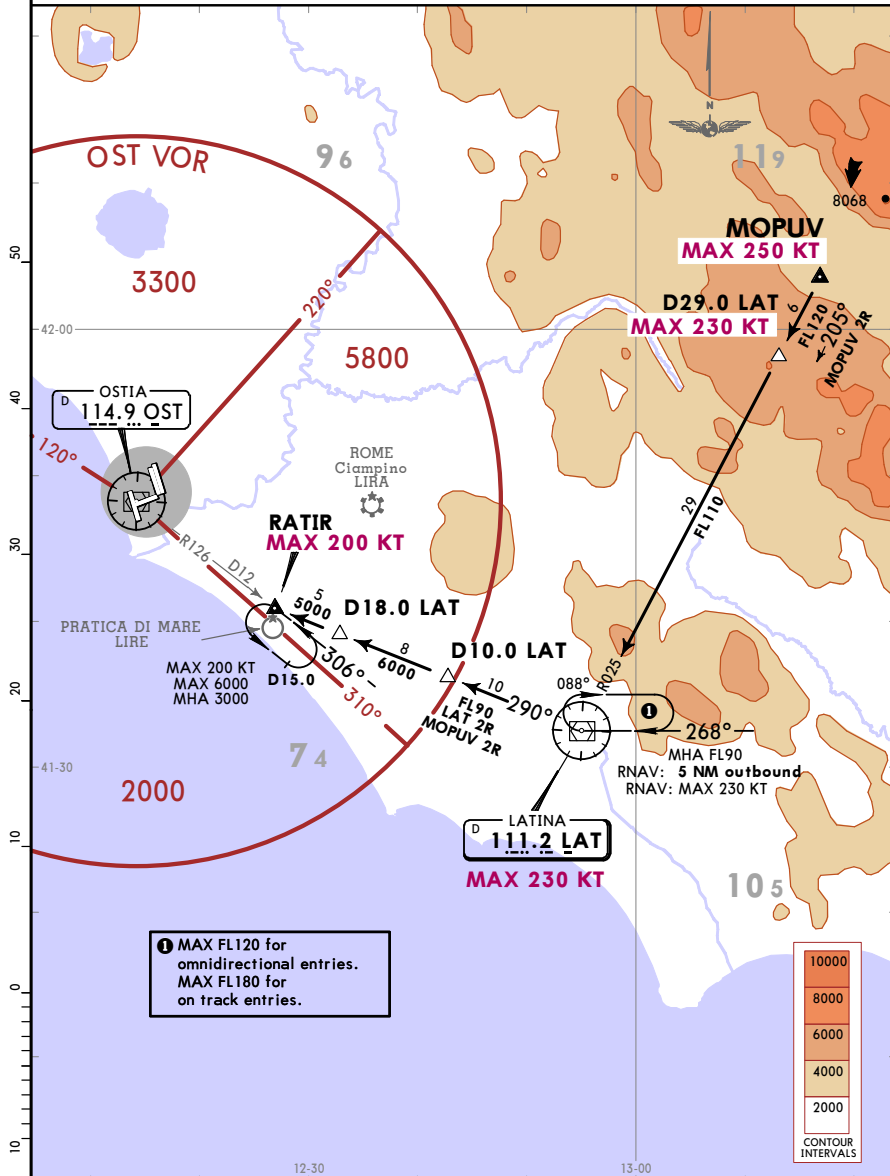 OST VOR
9 6
11 9
N
8068
MOPUV
MAX 250 KT
3300
220°
D29.0 LAT
MAX 230 KT
6
FL120
205°
MOPUV 2R
50
42-00
5800
OSTIA
D
114.9 OST
40
120°
ROME
Ciampino
LIRA
29
FL110
RATIR
MAX 200 KT
30
R126
D12
5
5000
D18.0 LAT
PRATICA DI MARE
LIRE
8
6000
D10.0 LAT
306°
R025
MAX 200 KT
MAX 6000
MHA 3000
D15.0
310°
10
290°
088°
FL90
LAT 2R
MOPUV 2R
1
268°
20
MHA FL90
RNAV: 5 NM outbound
RNAV: MAX 230 KT
7 4
41-30
2000
LATINA
D
111.2 LAT
MAX 230 KT
10
10 5
1 MAX FL120 for
omnidirectional entries.
MAX FL180 for
on track entries.
0
10000
8000
6000
4000
2000
CONTOUR
INTERVALS
10
12-30
13-00